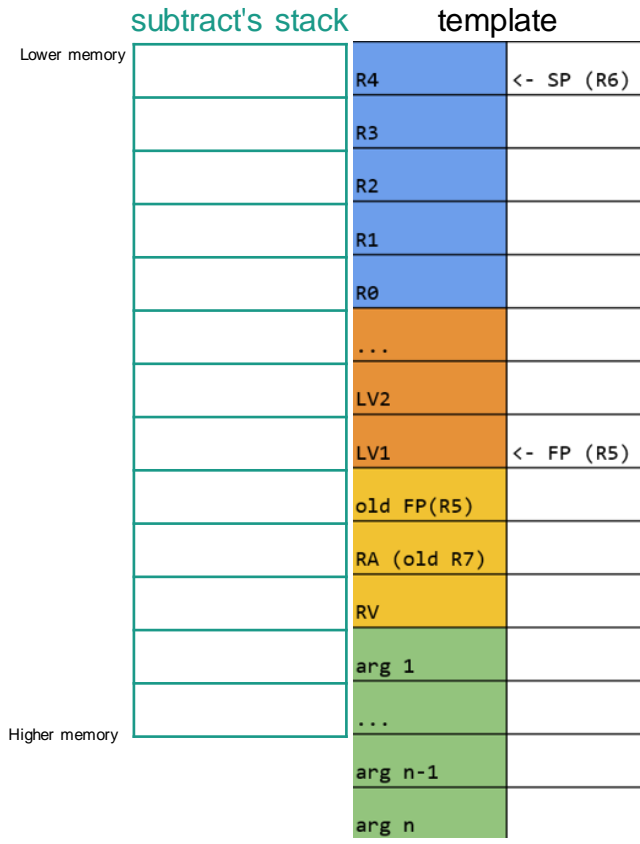 subtract's stack template
Lower memory
R4 <- SP (R6)
R3
R2
R1
R0
...
LV2
LV1 <- FP (R5)
old FP(R5)
RA (old R7)
RV
arg 1
...
Higher memory
arg n-1
arg n